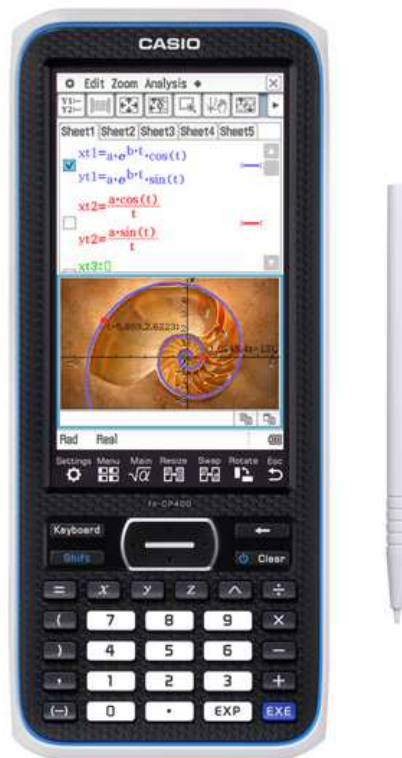 CASIO
Edit Zoom Analysis
Y1:--
Y2:--
Sheet1 Sheet2 Sheet3 Sheet4 Sheet5
xt1=a·e^b·t·cos(t)
yt1=a·e^b·t·sin(t)
xt2=a·cos(t)/t
yt2=a·sin(t)/t
xt3:
Rad Real
Settings Menu Main Resize Swap Rotate Esc
√α
fx-CP400
Keyboard ←
Shift Clear
= x y z ^ ÷
( 7 8 9 ×
) 4 5 6 −
, 1 2 3 +
(−) 0 · EXP EXE